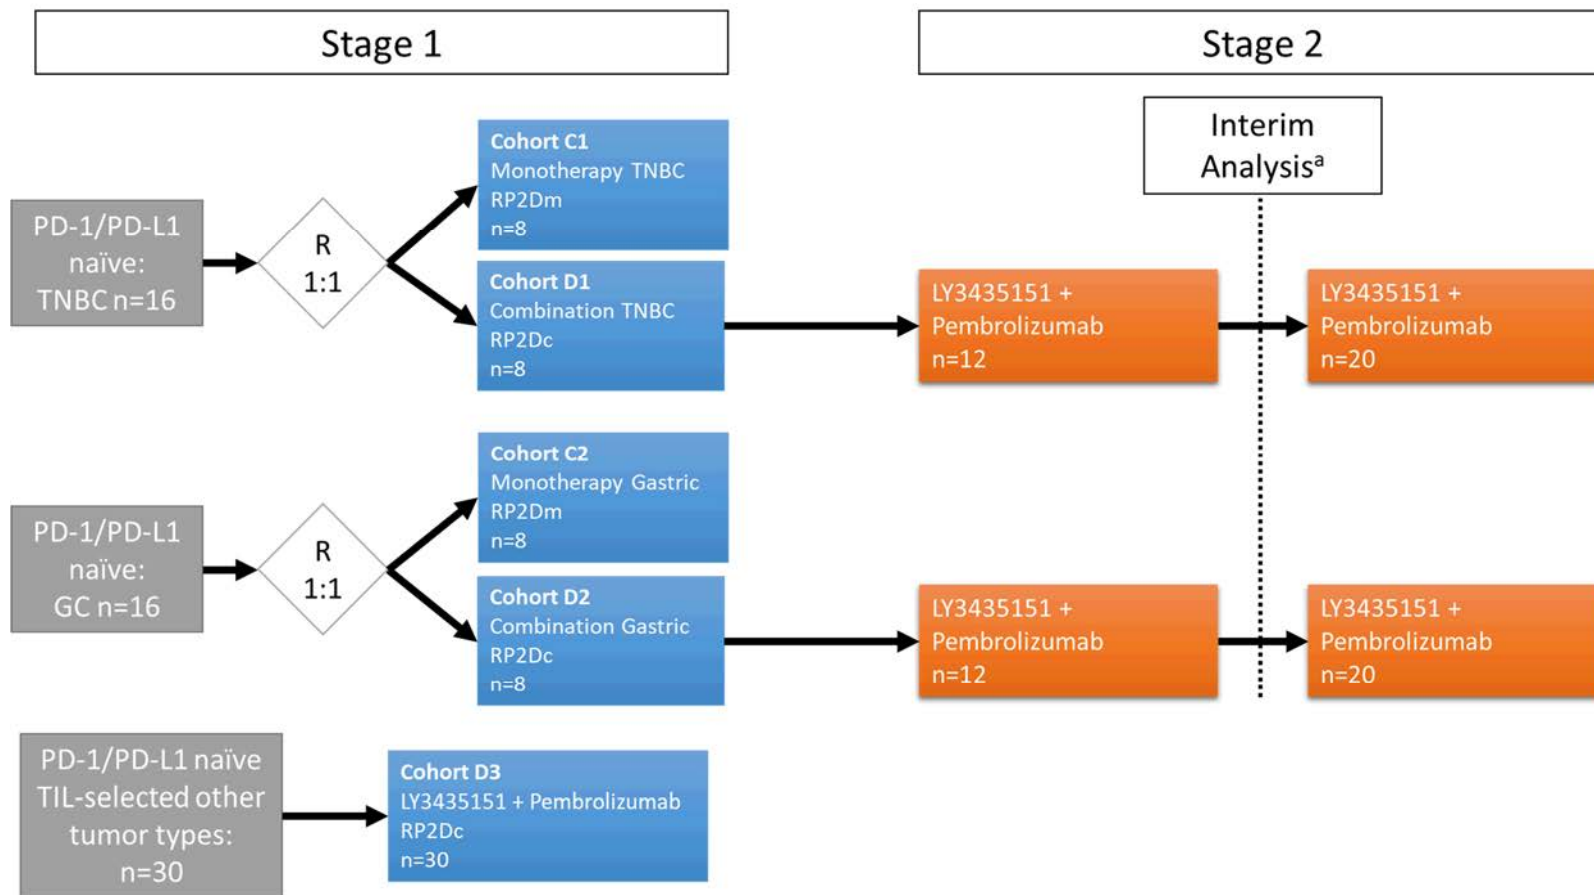 Stage 1
Stage 2
Interim
Analysisᵃ
PD-1/PD-L1
naïve:
TNBC n=16
R
1:1
Cohort C1
Monotherapy TNBC
RP2Dm
n=8
Cohort D1
Combination TNBC
RP2Dc
n=8
LY3435151 +
Pembrolizumab
n=12
LY3435151 +
Pembrolizumab
n=20
PD-1/PD-L1
naïve:
GC n=16
R
1:1
Cohort C2
Monotherapy Gastric
RP2Dm
n=8
Cohort D2
Combination Gastric
RP2Dc
n=8
LY3435151 +
Pembrolizumab
n=12
LY3435151 +
Pembrolizumab
n=20
PD-1/PD-L1 naïve
TIL-selected other
tumor types:
n=30
Cohort D3
LY3435151 + Pembrolizumab
RP2Dc
n=30